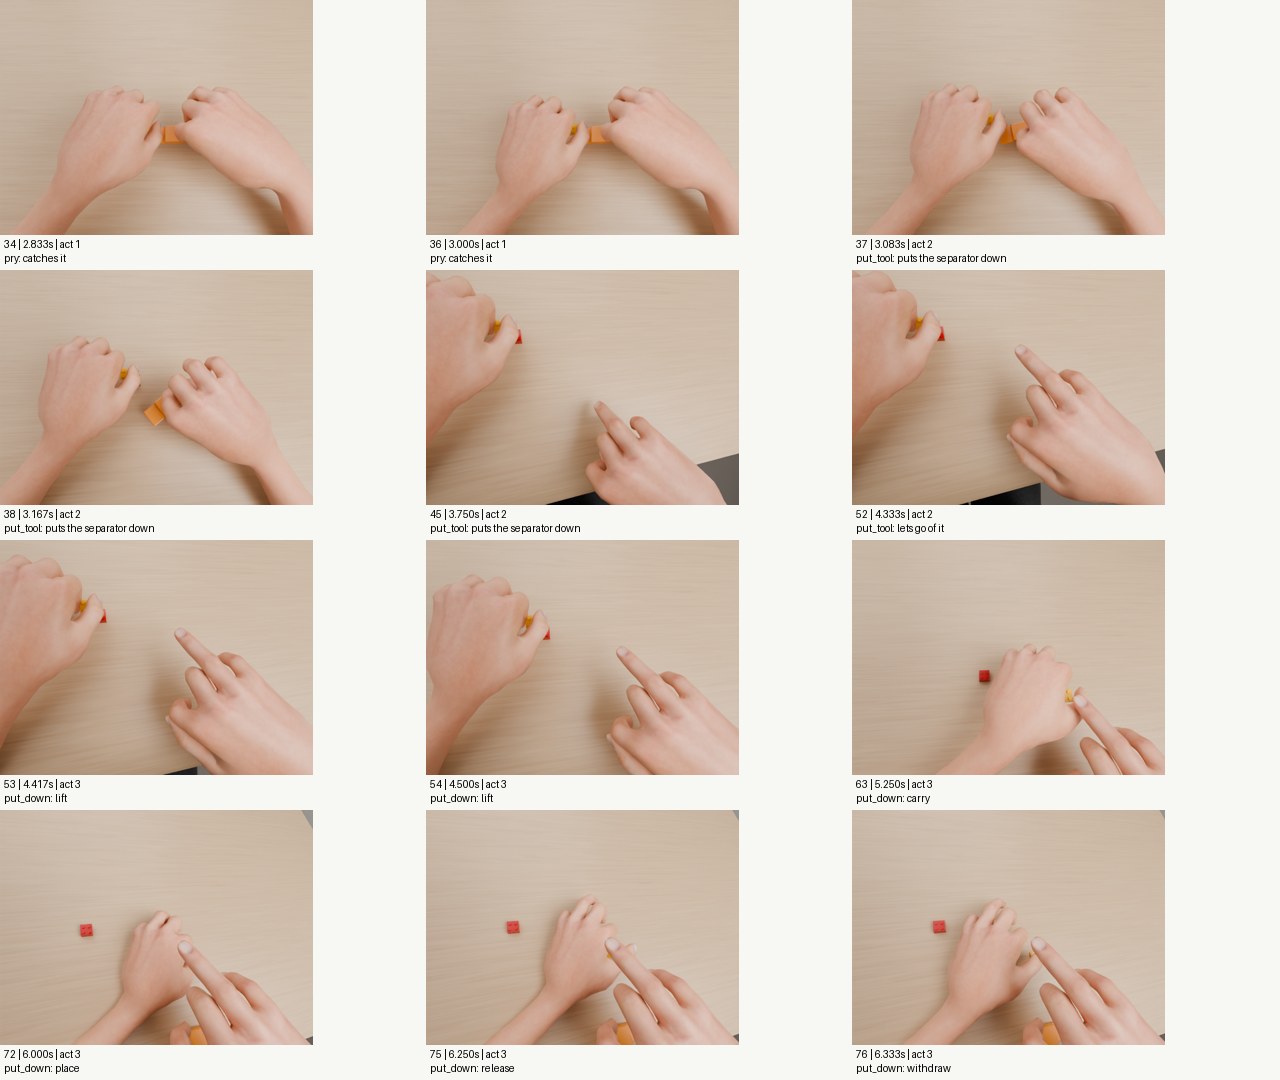 34 | 2.833s | act 1
pry: catches it
36 | 3.000s | act 1
pry: catches it
37 | 3.083s | act 2
put_tool: puts the separator down
38 | 3.167s | act 2
put_tool: puts the separator down
45 | 3.750s | act 2
put_tool: puts the separator down
52 | 4.333s | act 2
put_tool: lets go of it
53 | 4.417s | act 3
put_down: lift
54 | 4.500s | act 3
put_down: lift
63 | 5.250s | act 3
put_down: carry
72 | 6.000s | act 3
put_down: place
75 | 6.250s | act 3
put_down: release
76 | 6.333s | act 3
put_down: withdraw